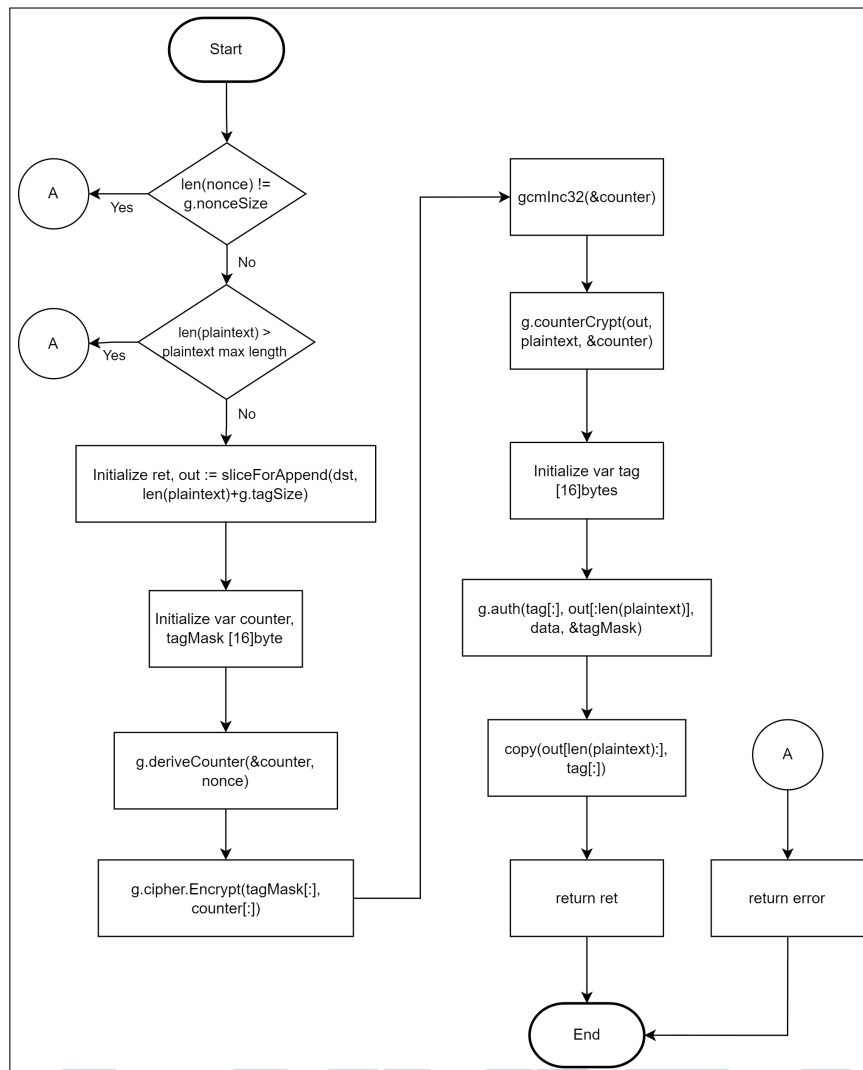 Start
len(nonce) !=
g.nonceSize
A
Yes
No
len(plaintext) >
plaintext max length
A
Yes
No
Initialize ret, out := sliceForAppend(dst,
len(plaintext)+g.tagSize)
Initialize var counter,
tagMask [16]byte
g.deriveCounter(&counter,
nonce)
g.cipher.Encrypt(tagMask[:],
counter[:])
gcmInc32(&counter)
g.counterCrypt(out,
plaintext, &counter)
Initialize var tag
[16]bytes
g.auth(tag[:], out[:len(plaintext)],
data, &tagMask)
copy(out[len(plaintext):],
tag[:])
return ret
A
return error
End